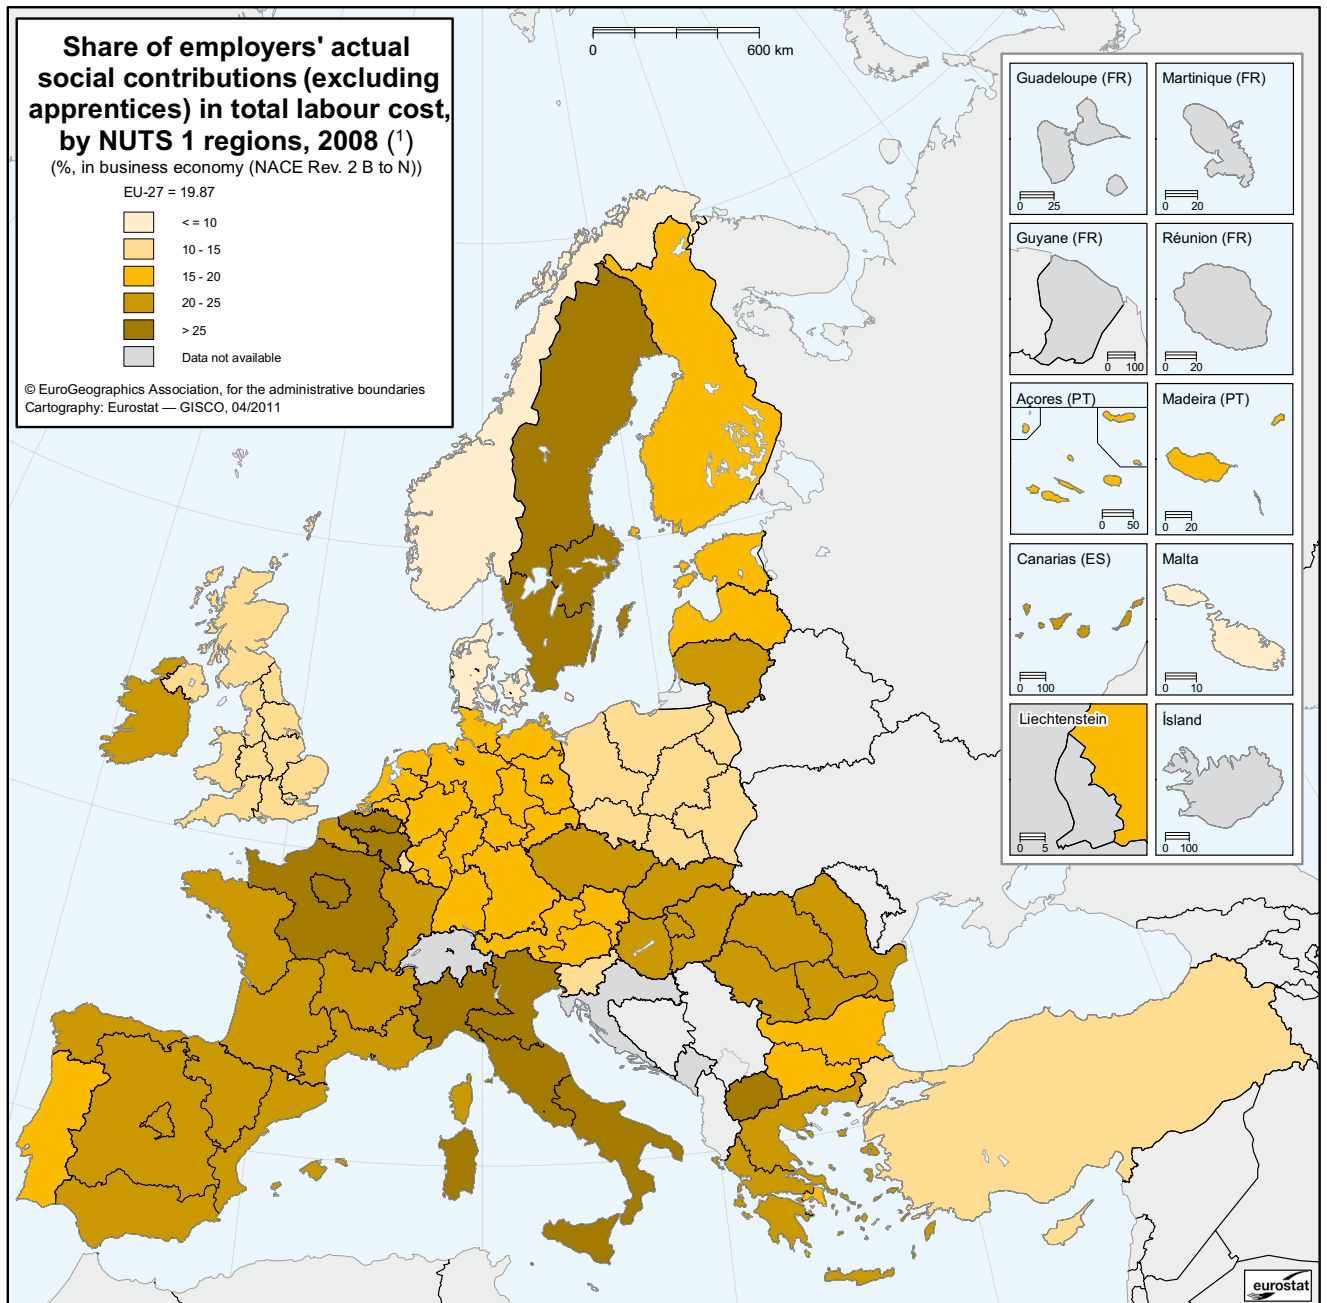 Share of employers' actual
social contributions (excluding
apprentices) in total labour cost,
by NUTS 1 regions, 2008 (¹)
(%, in business economy (NACE Rev. 2 B to N))
EU-27 = 19.87
< = 10
10 - 15
15 - 20
20 - 25
> 25
Data not available
© EuroGeographics Association, for the administrative boundaries
Cartography: Eurostat — GISCO, 04/2011
0 600 km
Guadeloupe (FR)
0 25
Martinique (FR)
0 20
Guyane (FR)
0 100
Réunion (FR)
0 20
Açores (PT)
0 50
Madeira (PT)
0 20
Canarias (ES)
0 100
Malta
0 10
Liechtenstein
0 5
Ísland
0 100
eurostat